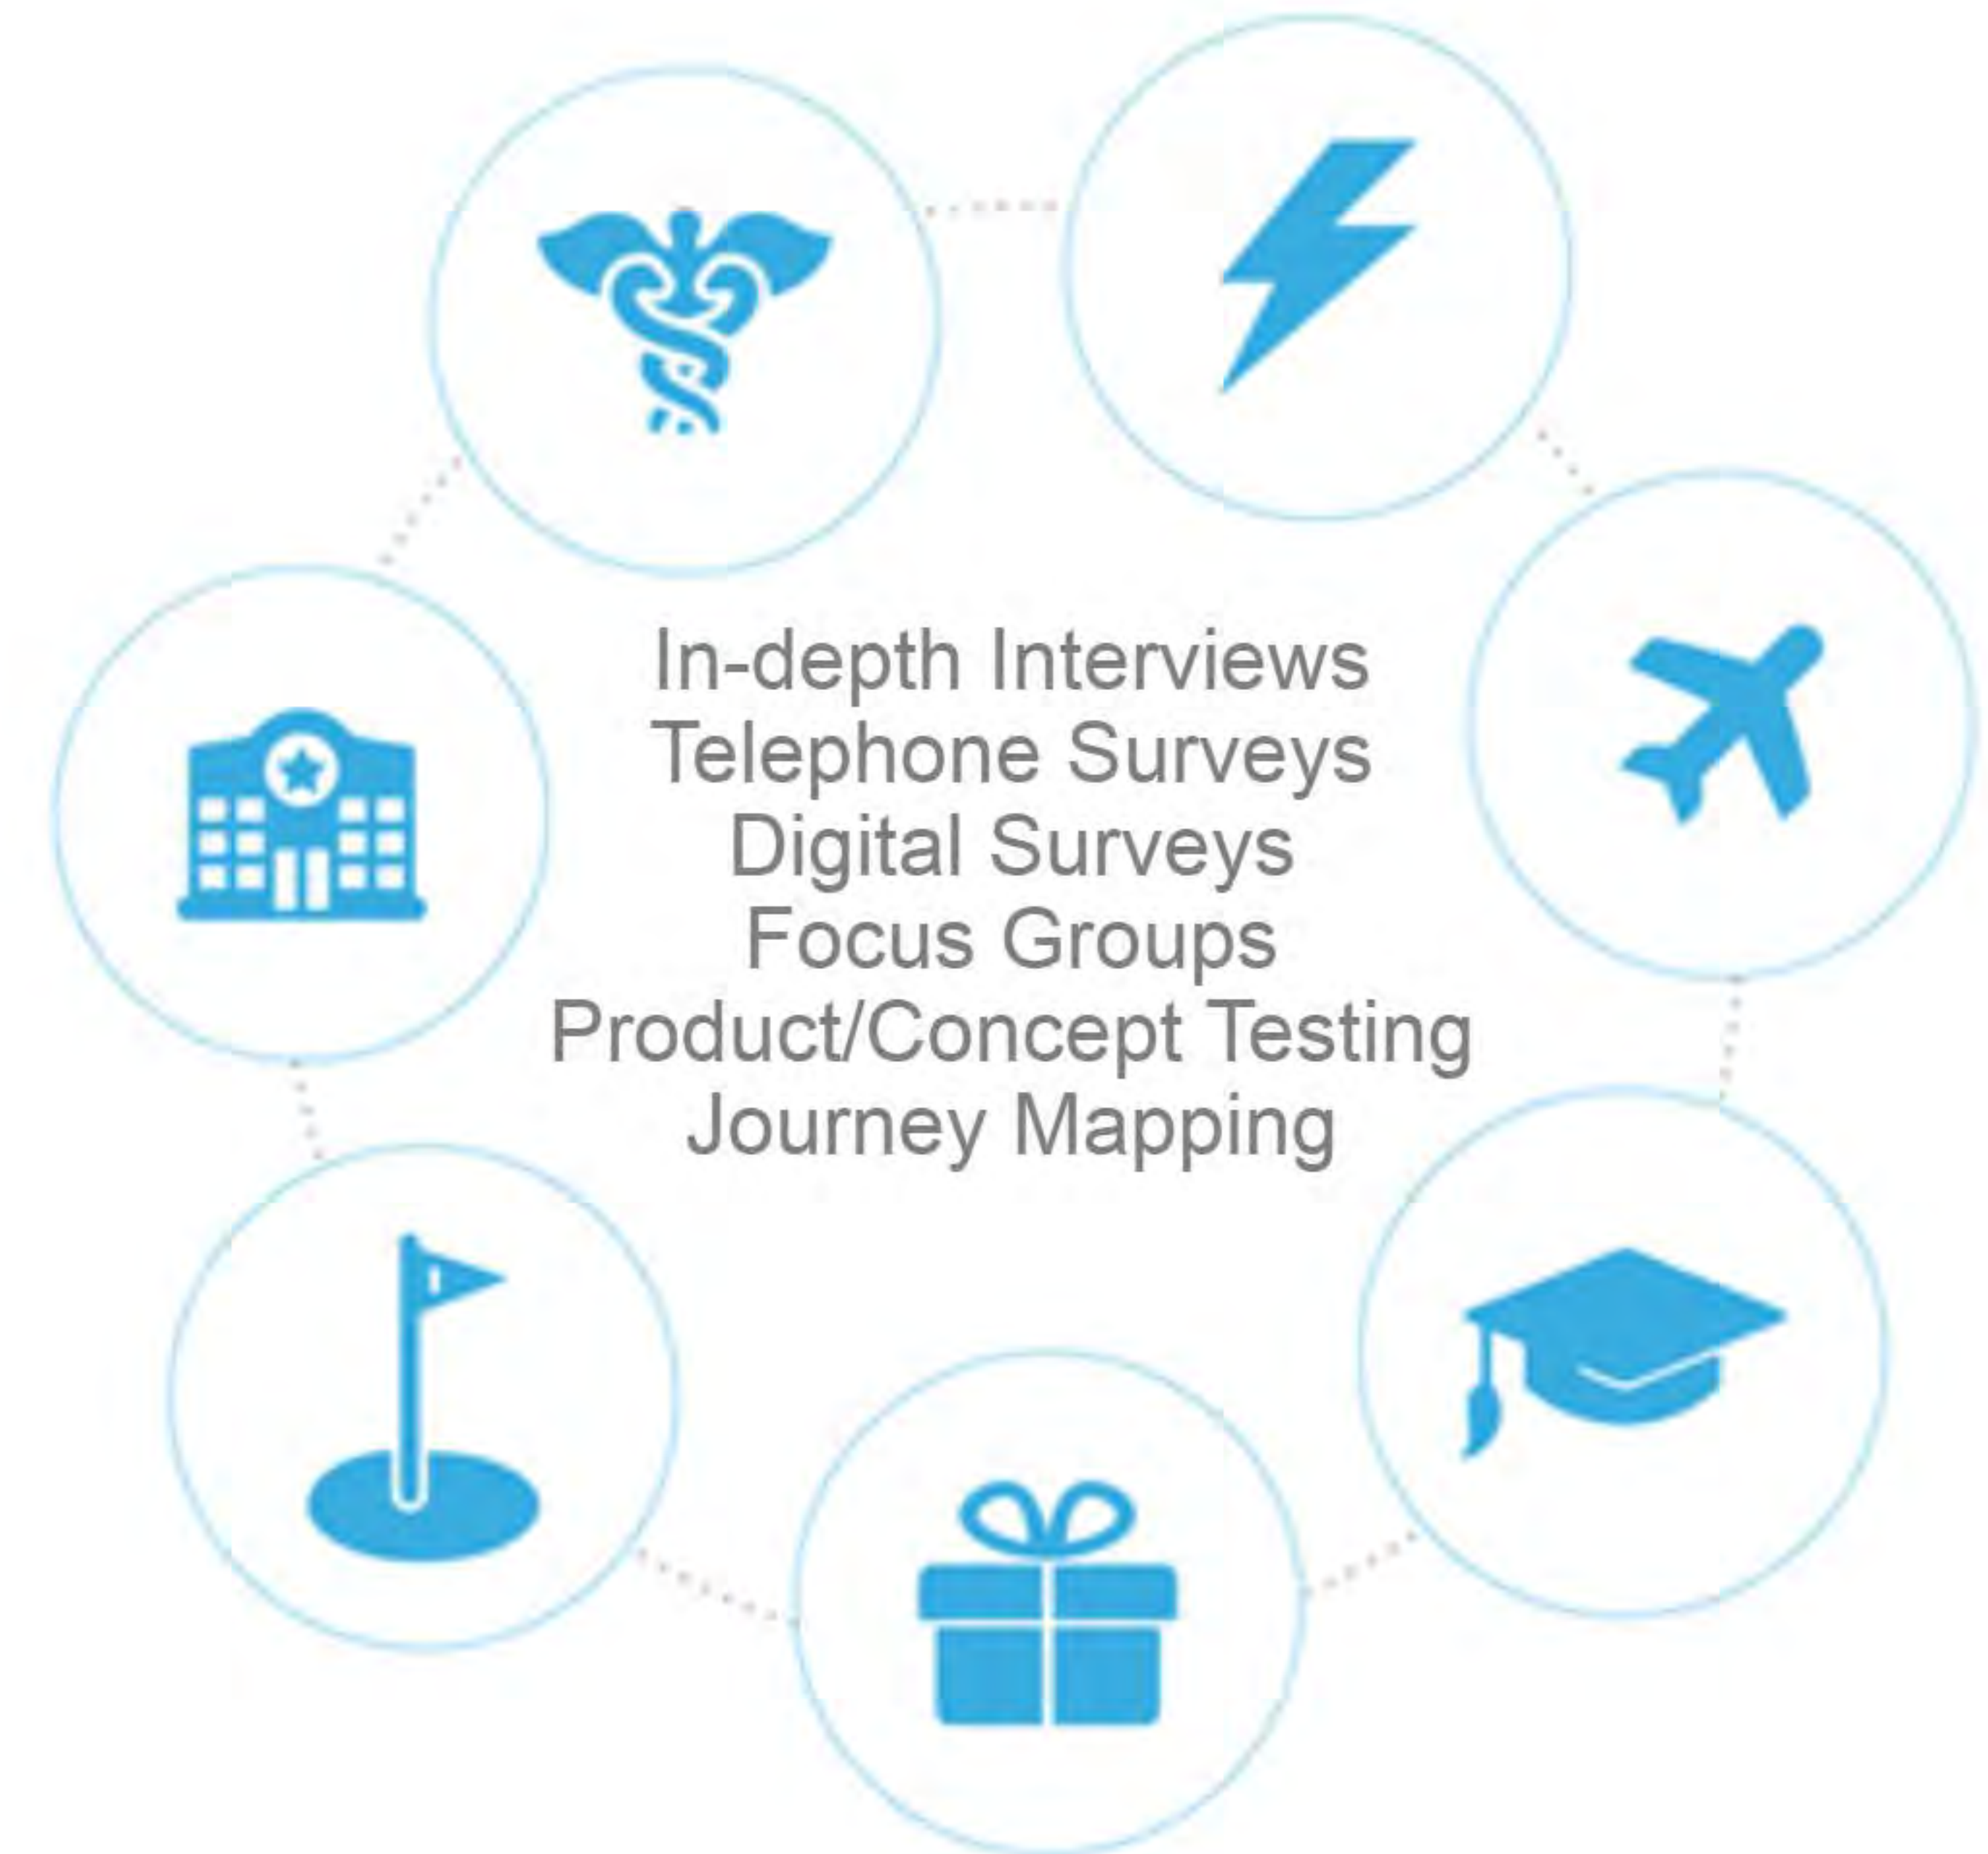 In-depth Interviews
Telephone Surveys
Digital Surveys
Focus Groups
Product/Concept Testing
Journey Mapping